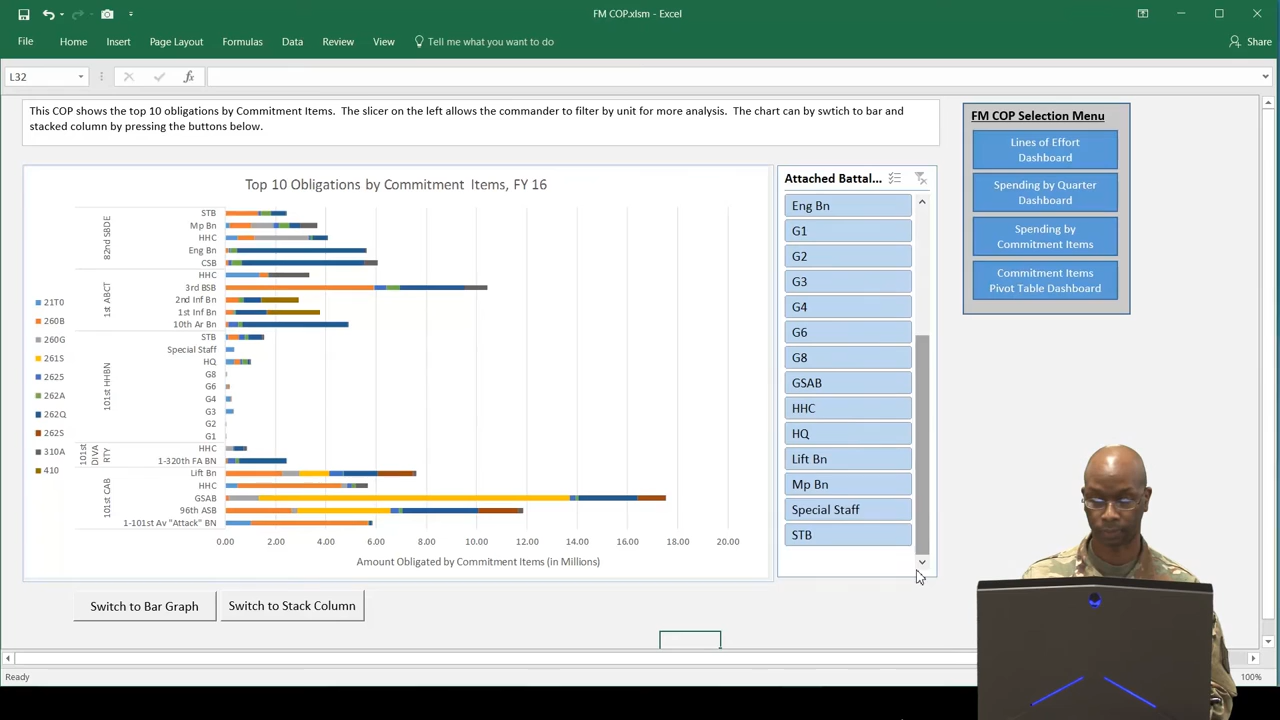 FM COP.xlsm - Excel
File Home Insert Page Layout Formulas Data Review View Tell me what you want to do Share
L32 fx
This COP shows the top 10 obligations by Commitment Items. The slicer on the left allows the commander to filter by unit for more analysis. The chart can by swtich to bar and
stacked column by pressing the buttons below.
Top 10 Obligations by Commitment Items, FY 16
21T0
260B
260G
261S
262S
262A
262Q
262S
310A
410
82nd SBDE
STB
Mp Bn
HHC
Eng Bn
CSB
1st ABCT
HHC
3rd BSB
2nd Inf Bn
1st Inf Bn
10th Ar Bn
101st HHBN
STB
Special Staff
HQ
G8
G6
G4
G3
G2
G1
101st
DIVA
RTY
HHC
1-320th FA BN
101st CAB
Lift Bn
HHC
GSAB
96th ASB
1-101st Av "Attack" BN
0.00 2.00 4.00 6.00 8.00 10.00 12.00 14.00 16.00 18.00 20.00
Amount Obligated by Commitment Items (in Millions)
Attached Battal...
Eng Bn
G1
G2
G3
G4
G6
G8
GSAB
HHC
HQ
Lift Bn
Mp Bn
Special Staff
STB
FM COP Selection Menu
Lines of Effort
Dashboard
Spending by Quarter
Dashboard
Spending by
Commitment Items
Commitment Items
Pivot Table Dashboard
Switch to Bar Graph
Switch to Stack Column
Ready
100%